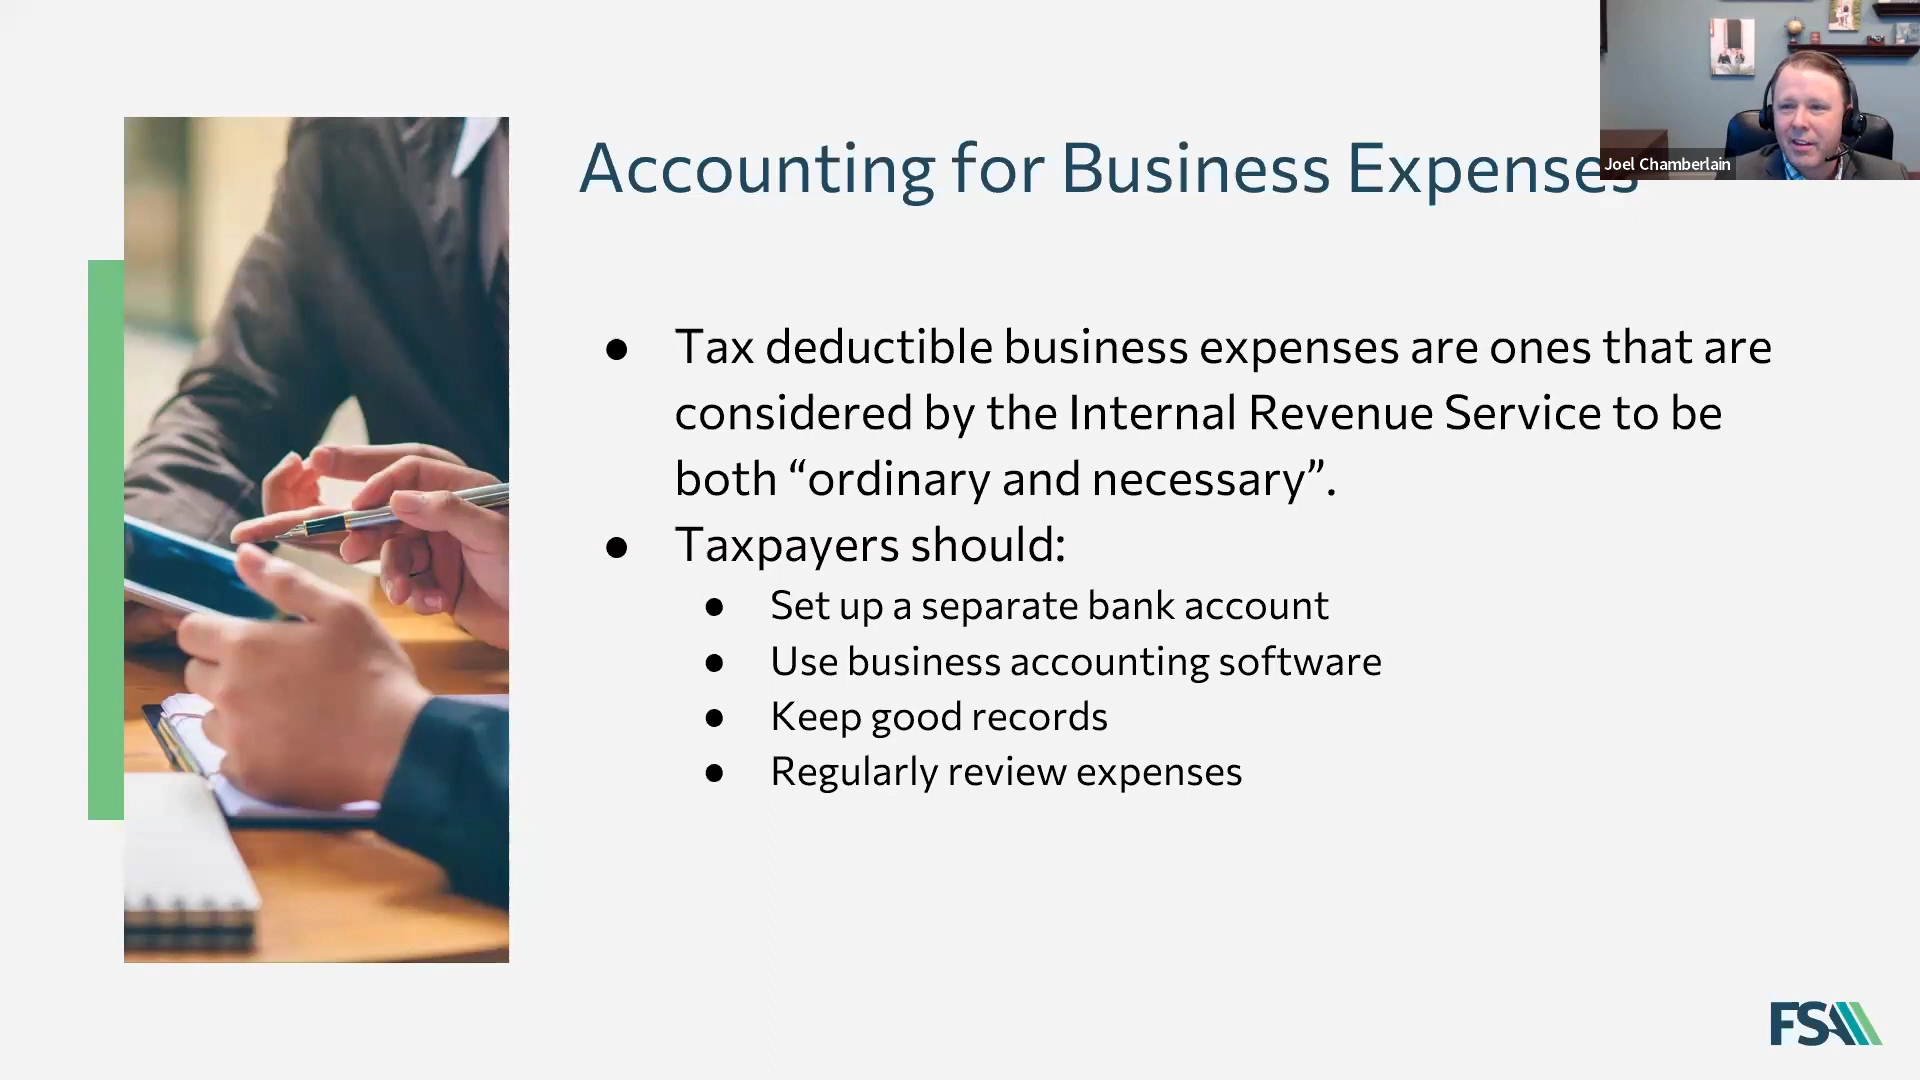 Accounting for Business Expenses
Joel Chamberlain
● Tax deductible business expenses are ones that are
considered by the Internal Revenue Service to be
both “ordinary and necessary”.
● Taxpayers should:
● Set up a separate bank account
● Use business accounting software
● Keep good records
● Regularly review expenses
FSA